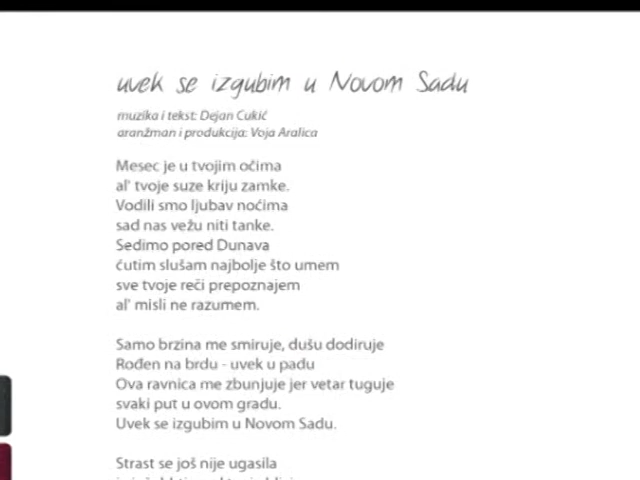 uvek se izgubim u Novom Sadu
muzika i tekst: Dejan Cukić
aranžman i produkcija: Voja Aralica
Mesec je u tvojim očima
al' tvoje suze kriju zamke.
Vodili smo ljubav noćima
sad nas vežu niti tanke.
Sedimo pored Dunava
ćutim slušam najbolje što umem
sve tvoje reči prepoznajem
al' misli ne razumem.
Samo brzina me smiruje, dušu dodiruje
Rođen na brdu - uvek u padu
Ova ravnica me zbunjuje jer vetar tuguje
svaki put u ovom gradu.
Uvek se izgubim u Novom Sadu.
Strast se još nije ugasila